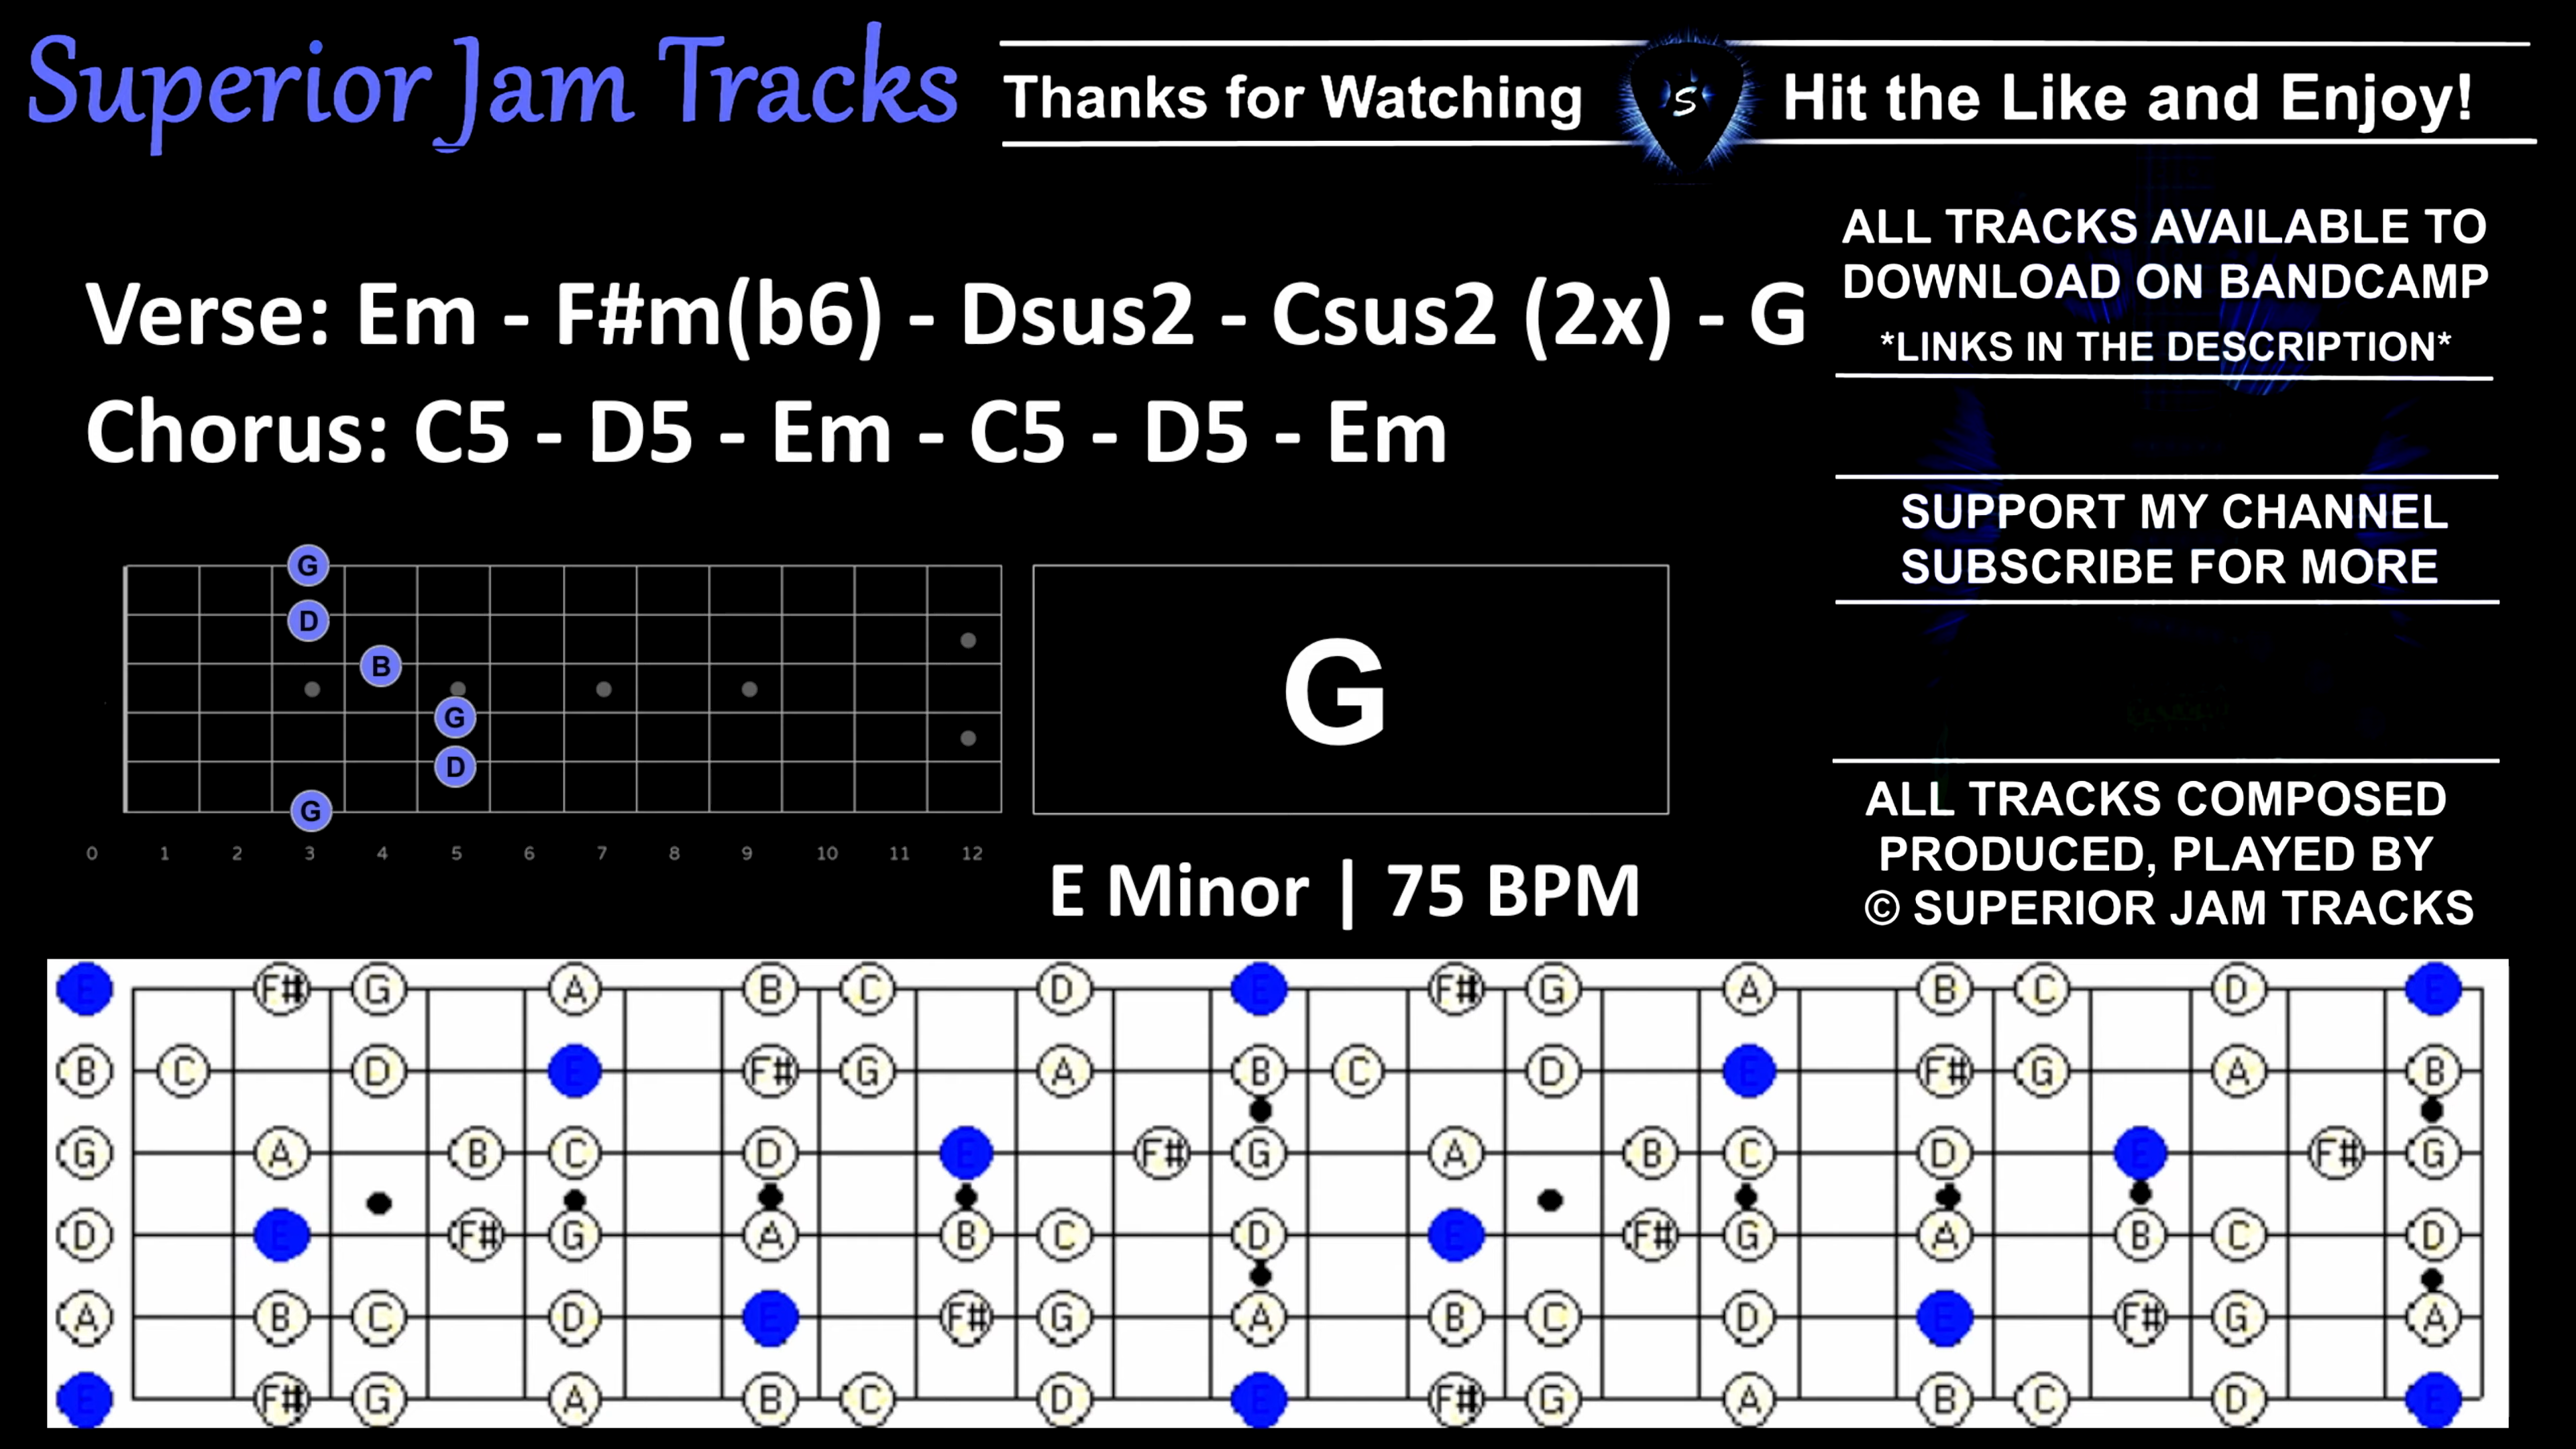 Superior Jam Tracks
Thanks for Watching
S
Hit the Like and Enjoy!
Verse: Em - F#m(b6) - Dsus2 - Csus2 (2x) - G
Chorus: C5 - D5 - Em - C5 - D5 - Em
ALL TRACKS AVAILABLE TO
DOWNLOAD ON BANDCAMP
*LINKS IN THE DESCRIPTION*
SUPPORT MY CHANNEL
SUBSCRIBE FOR MORE
G
D
B
G
D
G
0 1 2 3 4 5 6 7 8 9 10 11 12
G
E Minor | 75 BPM
ALL TRACKS COMPOSED
PRODUCED, PLAYED BY
© SUPERIOR JAM TRACKS
E F# G A B C D E F# G A B C D E
B C D E F# G A B C D E F# G A B
G A B C D E F# G A B C D E F# G
D E F# G A B C D E F# G A B C D
A B C D E F# G A B C D E F# G A
E F# G A B C D E F# G A B C D E